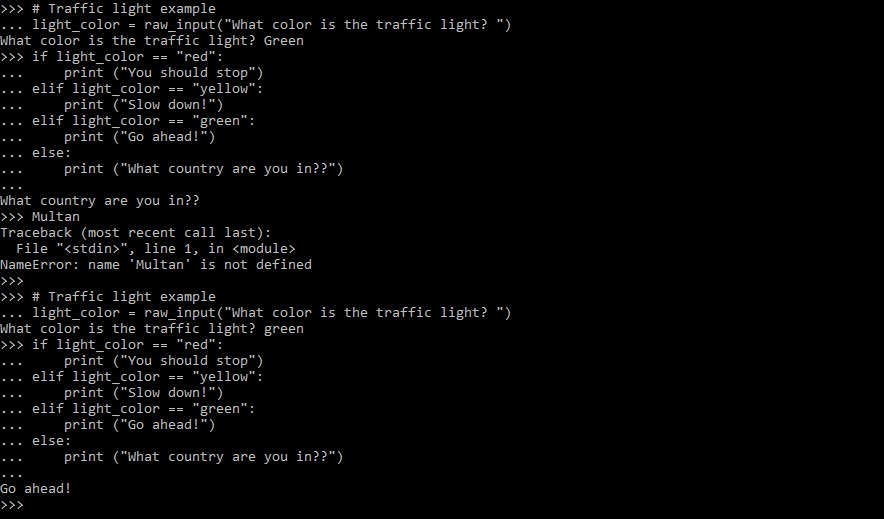 >>> # Traffic light example
... light_color = raw_input("What color is the traffic light? ")
What color is the traffic light? Green
>>> if light_color == "red":
...     print ("You should stop")
... elif light_color == "yellow":
...     print ("Slow down!")
... elif light_color == "green":
...     print ("Go ahead!")
... else:
...     print ("What country are you in??")
...
What country are you in??
>>> Multan
Traceback (most recent call last):
  File "<stdin>", line 1, in <module>
NameError: name 'Multan' is not defined
>>>
>>> # Traffic light example
... light_color = raw_input("What color is the traffic light? ")
What color is the traffic light? green
>>> if light_color == "red":
...     print ("You should stop")
... elif light_color == "yellow":
...     print ("Slow down!")
... elif light_color == "green":
...     print ("Go ahead!")
... else:
...     print ("What country are you in??")
...
Go ahead!
>>>